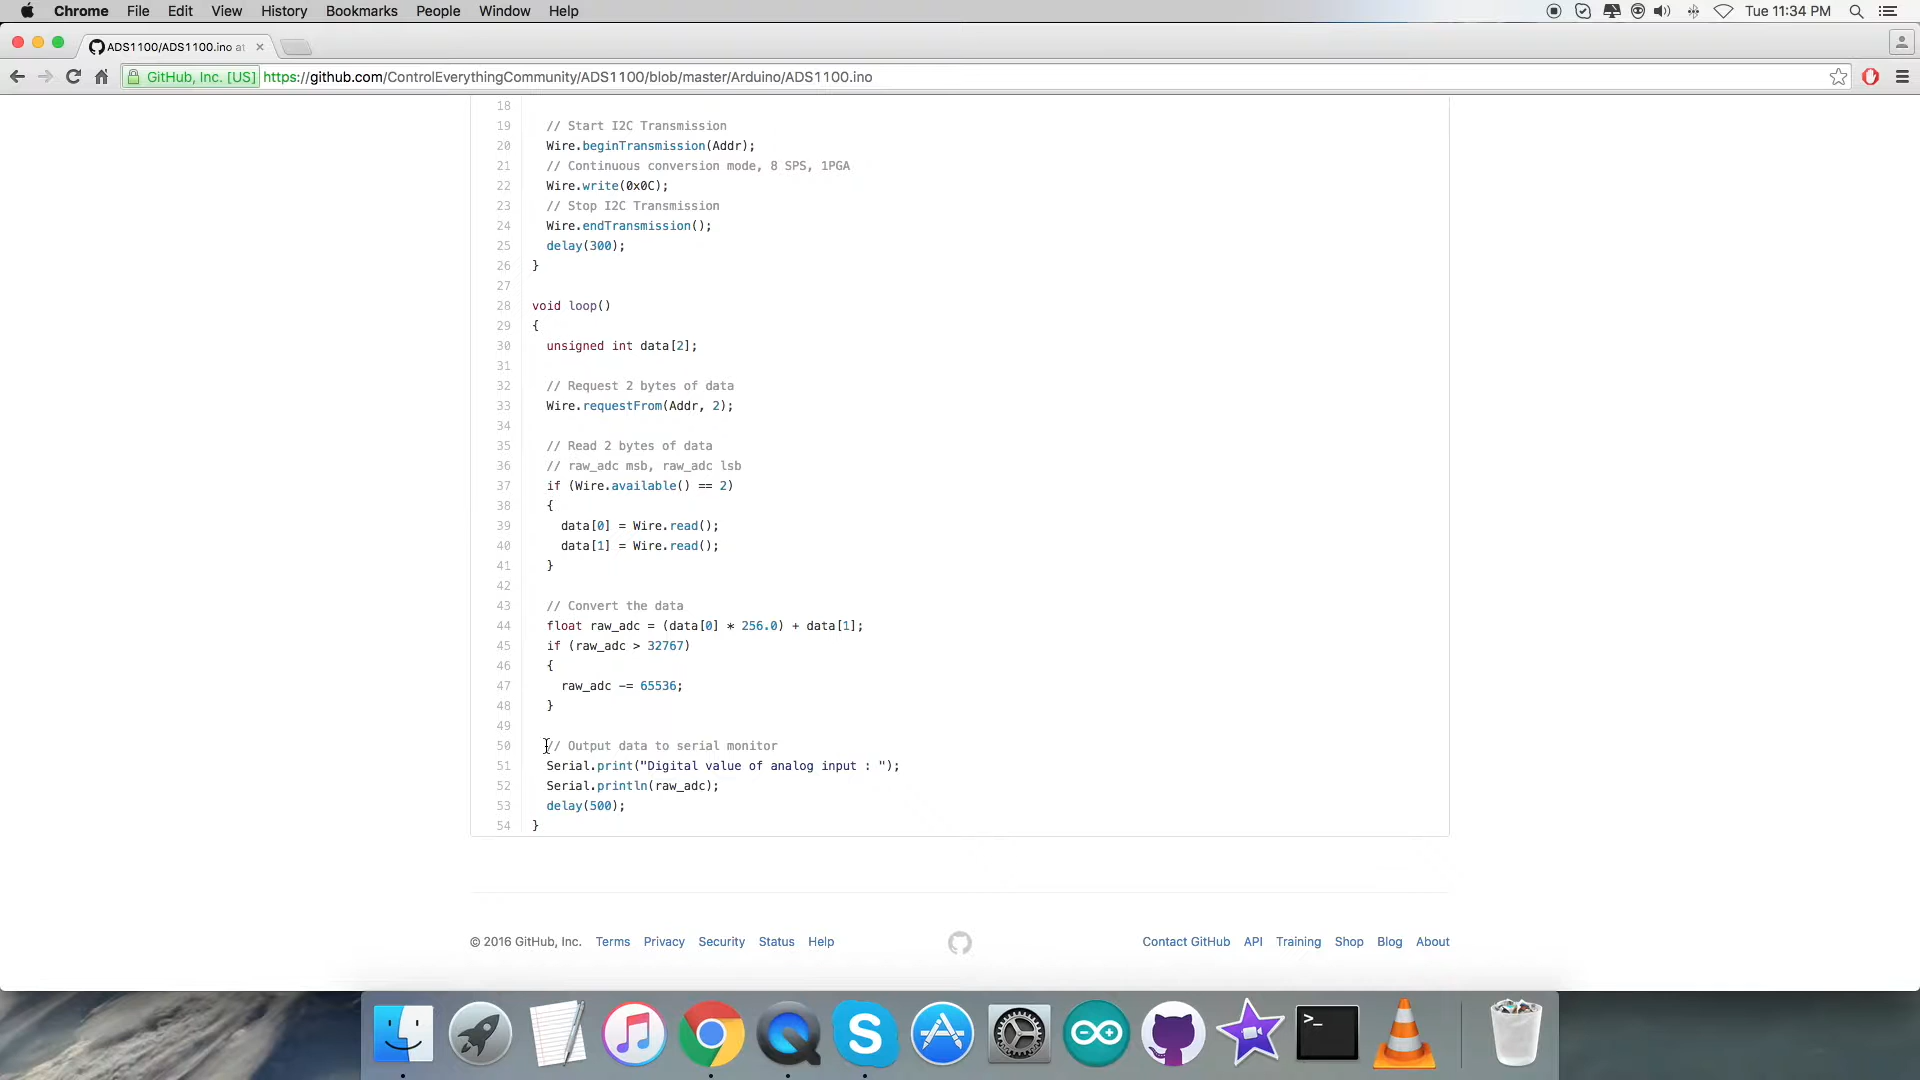 Chrome File Edit View History Bookmarks People Window Help Tue 11:34 PM
ADS1100/ADS1100.ino at
GitHub, Inc. [US] https://github.com/ControlEverythingCommunity/ADS1100/blob/master/Arduino/ADS1100.ino
18
19 // Start I2C Transmission
20 Wire.beginTransmission(Addr);
21 // Continuous conversion mode, 8 SPS, 1PGA
22 Wire.write(0x0C);
23 // Stop I2C Transmission
24 Wire.endTransmission();
25 delay(300);
26 }
27
28 void loop()
29 {
30 unsigned int data[2];
31
32 // Request 2 bytes of data
33 Wire.requestFrom(Addr, 2);
34
35 // Read 2 bytes of data
36 // raw_adc msb, raw_adc lsb
37 if (Wire.available() == 2)
38 {
39 data[0] = Wire.read();
40 data[1] = Wire.read();
41 }
42
43 // Convert the data
44 float raw_adc = (data[0] * 256.0) + data[1];
45 if (raw_adc > 32767)
46 {
47 raw_adc -= 65536;
48 }
49
50 // Output data to serial monitor
51 Serial.print("Digital value of analog input : ");
52 Serial.println(raw_adc);
53 delay(500);
54 }
© 2016 GitHub, Inc. Terms Privacy Security Status Help Contact GitHub API Training Shop Blog About